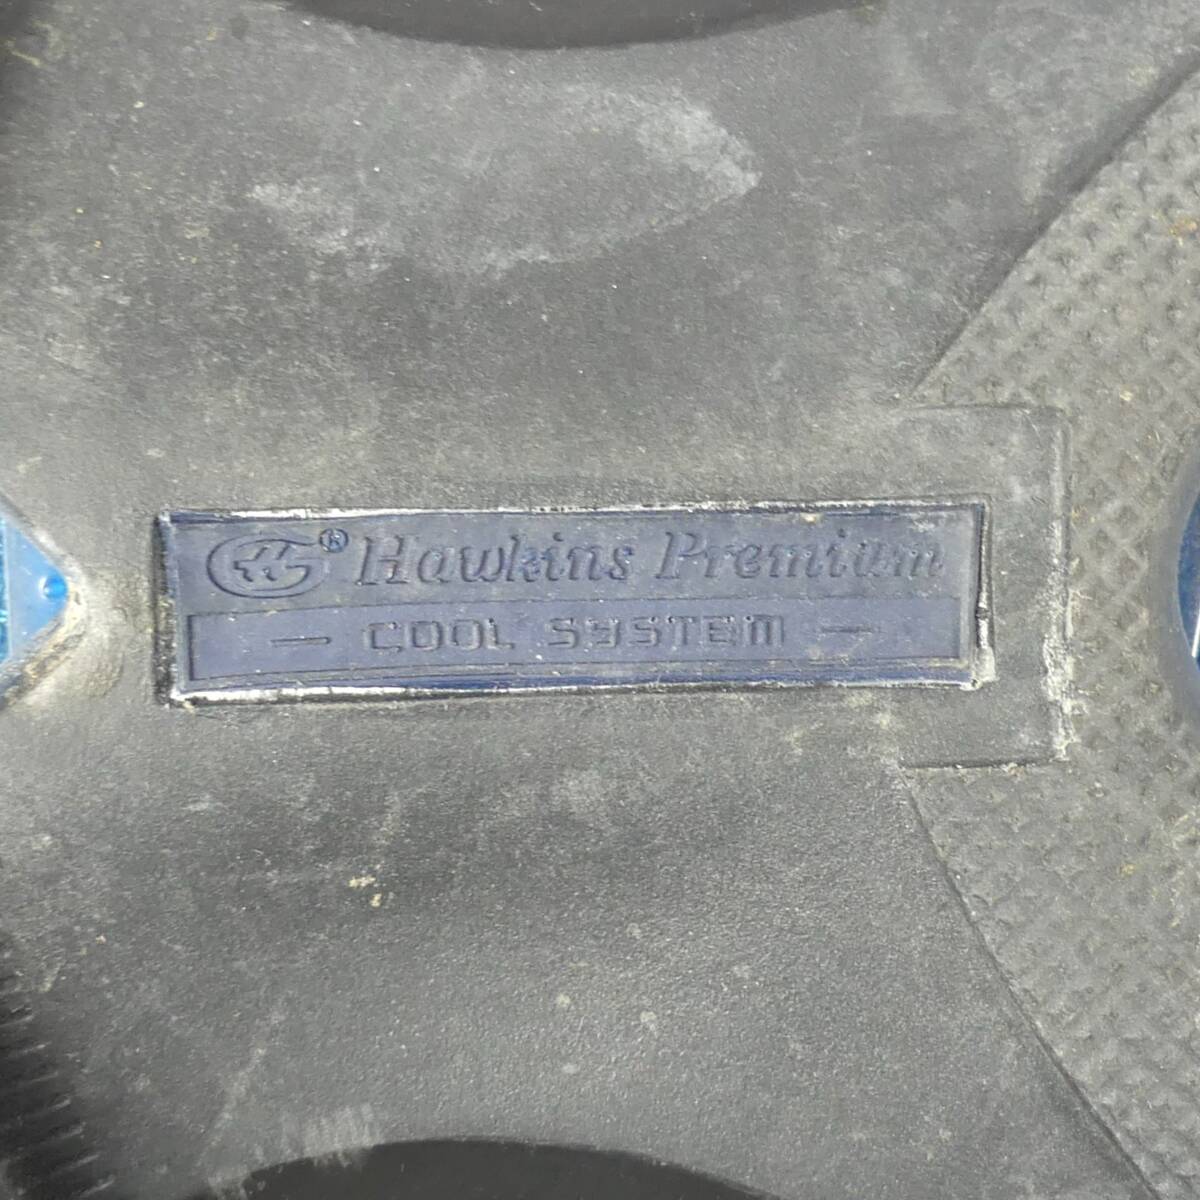 ® Hawkins Premium
— COOL SYSTEM —